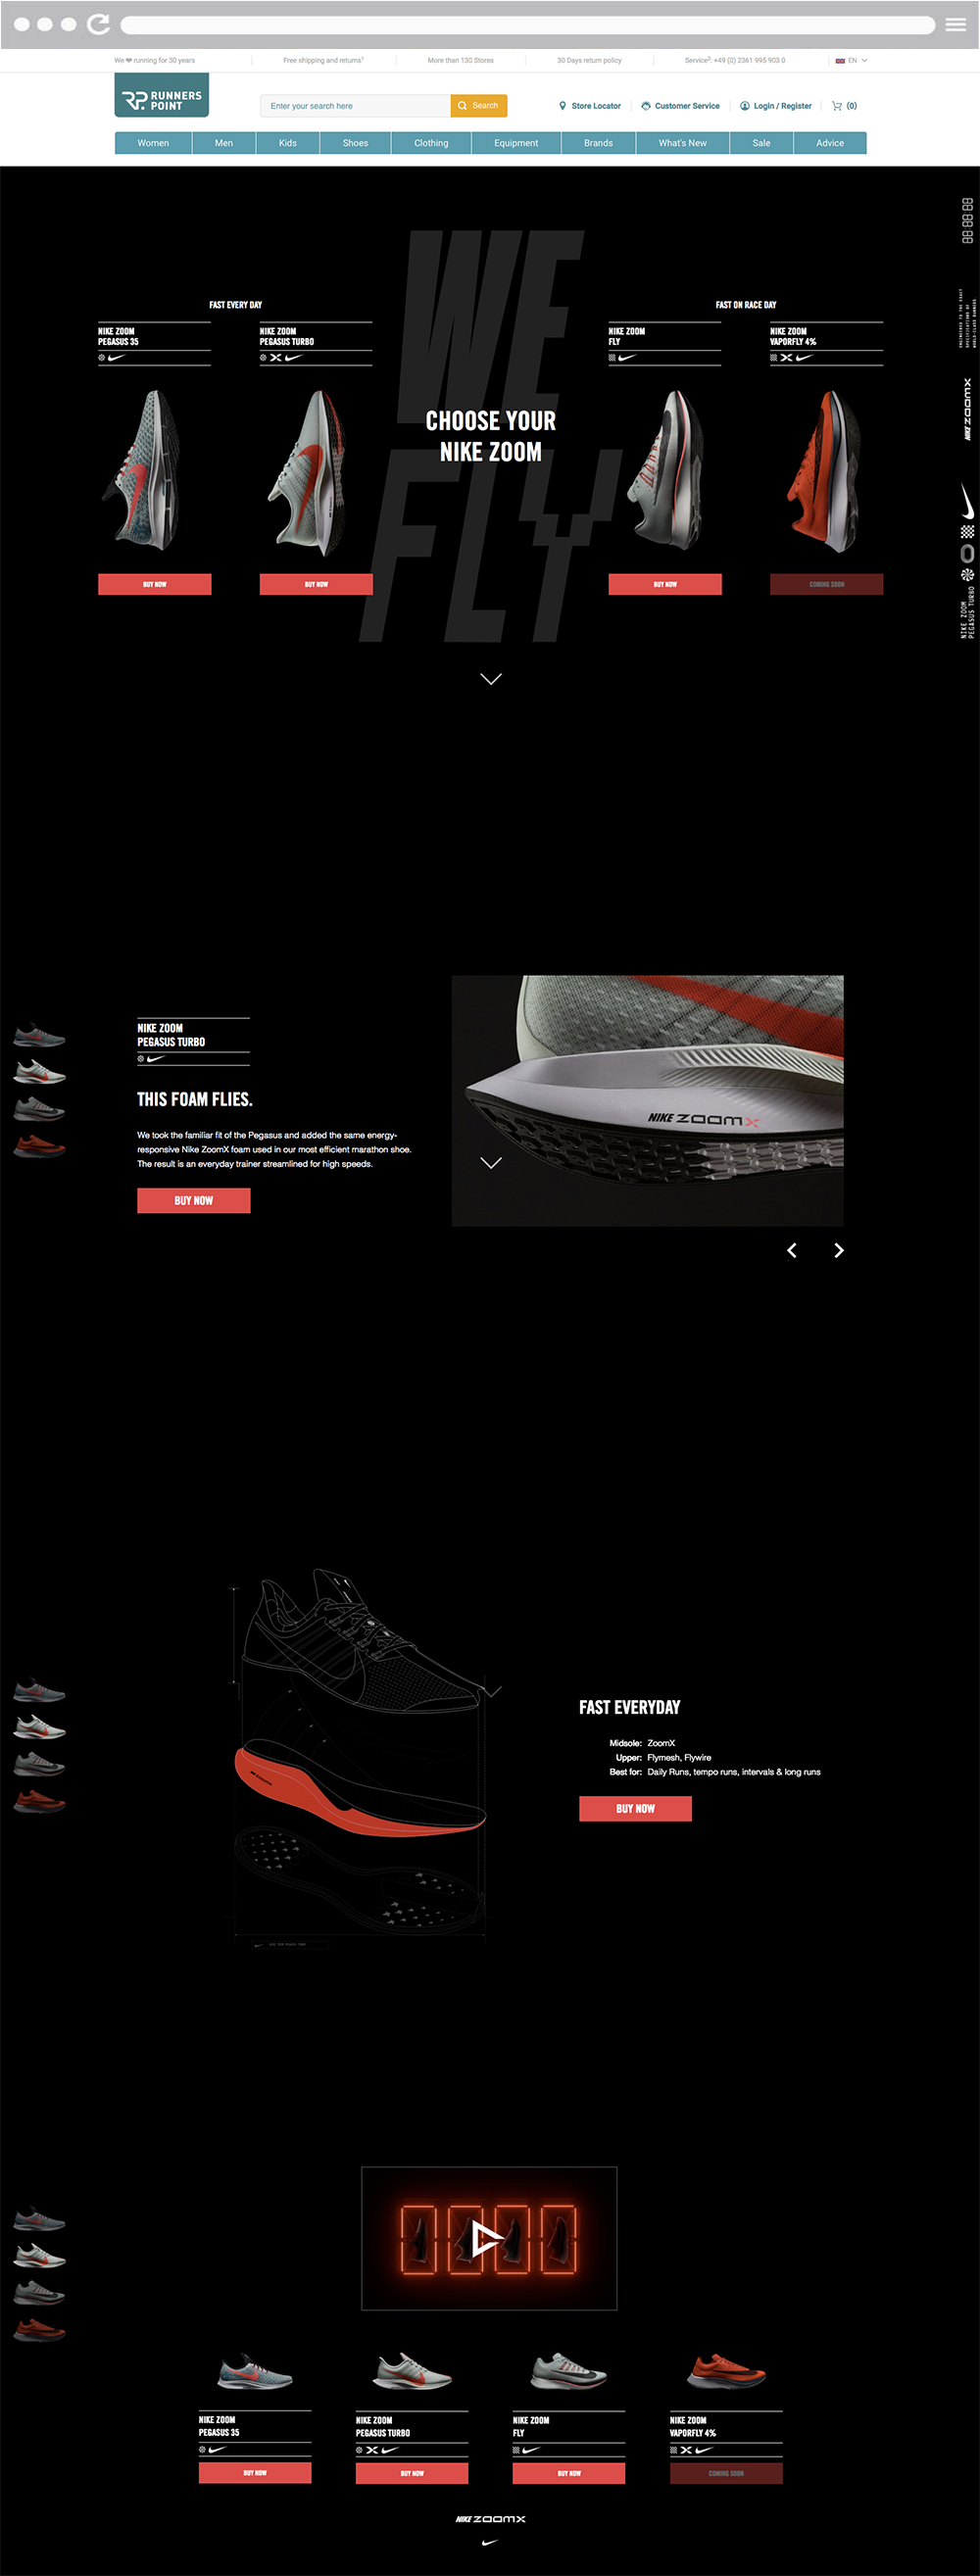 We ❤ running for 30 years
Free shipping and returns¹
More than 130 Stores
30 Days return policy
Service²: +49 (0) 2361 995 903 0
EN
RUNNERS
POINT
Enter your search here
Search
Store Locator
Customer Service
Login / Register
(0)
Women
Men
Kids
Shoes
Clothing
Equipment
Brands
What's New
Sale
Advice
WE
FLY
FAST EVERY DAY
FAST ON RACE DAY
NIKE ZOOM
PEGASUS 35
NIKE ZOOM
PEGASUS TURBO
NIKE ZOOM
FLY
NIKE ZOOM
VAPORFLY 4%
CHOOSE YOUR
NIKE ZOOM
BUY NOW
BUY NOW
BUY NOW
COMING SOON
ENGINEERED TO THE EXACT
SPECIFICATIONS OF
WORLD-CLASS RUNNERS.
NIKE ZOOMX
NIKE ZOOM
PEGASUS TURBO
NIKE ZOOM
PEGASUS TURBO
THIS FOAM FLIES.
We took the familiar fit of the Pegasus and added the same energy-
responsive Nike ZoomX foam used in our most efficient marathon shoe.
The result is an everyday trainer streamlined for high speeds.
BUY NOW
NIKE ZOOMX
FAST EVERYDAY
Midsole: ZoomX
Upper: Flymesh, Flywire
Best for: Daily Runs, tempo runs, intervals & long runs
BUY NOW
NIKE ZOOM
PEGASUS 35
NIKE ZOOM
PEGASUS TURBO
NIKE ZOOM
FLY
NIKE ZOOM
VAPORFLY 4%
BUY NOW
BUY NOW
BUY NOW
COMING SOON
NIKE ZOOMX